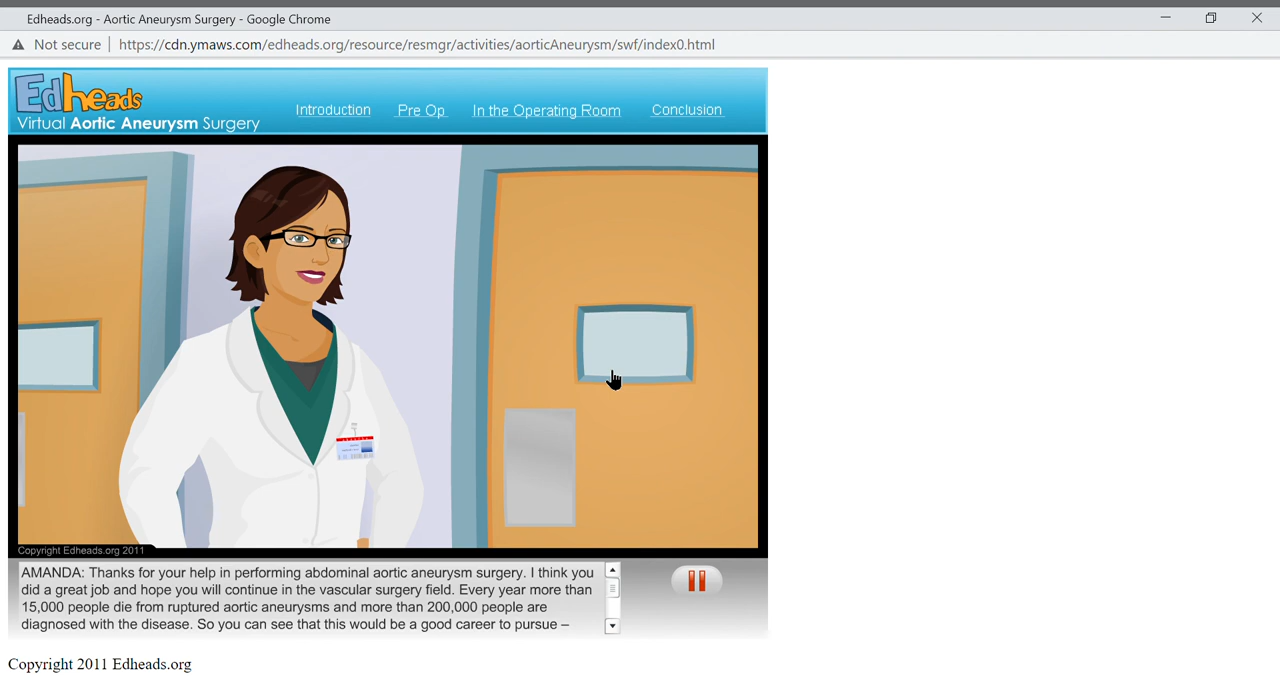 Edheads.org - Aortic Aneurysm Surgery - Google Chrome
Not secure | https://cdn.ymaws.com/edheads.org/resource/resmgr/activities/aorticAneurysm/swf/index0.html
Edheads
Virtual Aortic Aneurysm Surgery
Introduction Pre Op In the Operating Room Conclusion
Copyright Edheads.org 2011
AMANDA: Thanks for your help in performing abdominal aortic aneurysm surgery. I think you
did a great job and hope you will continue in the vascular surgery field. Every year more than
15,000 people die from ruptured aortic aneurysms and more than 200,000 people are
diagnosed with the disease. So you can see that this would be a good career to pursue –
Copyright 2011 Edheads.org